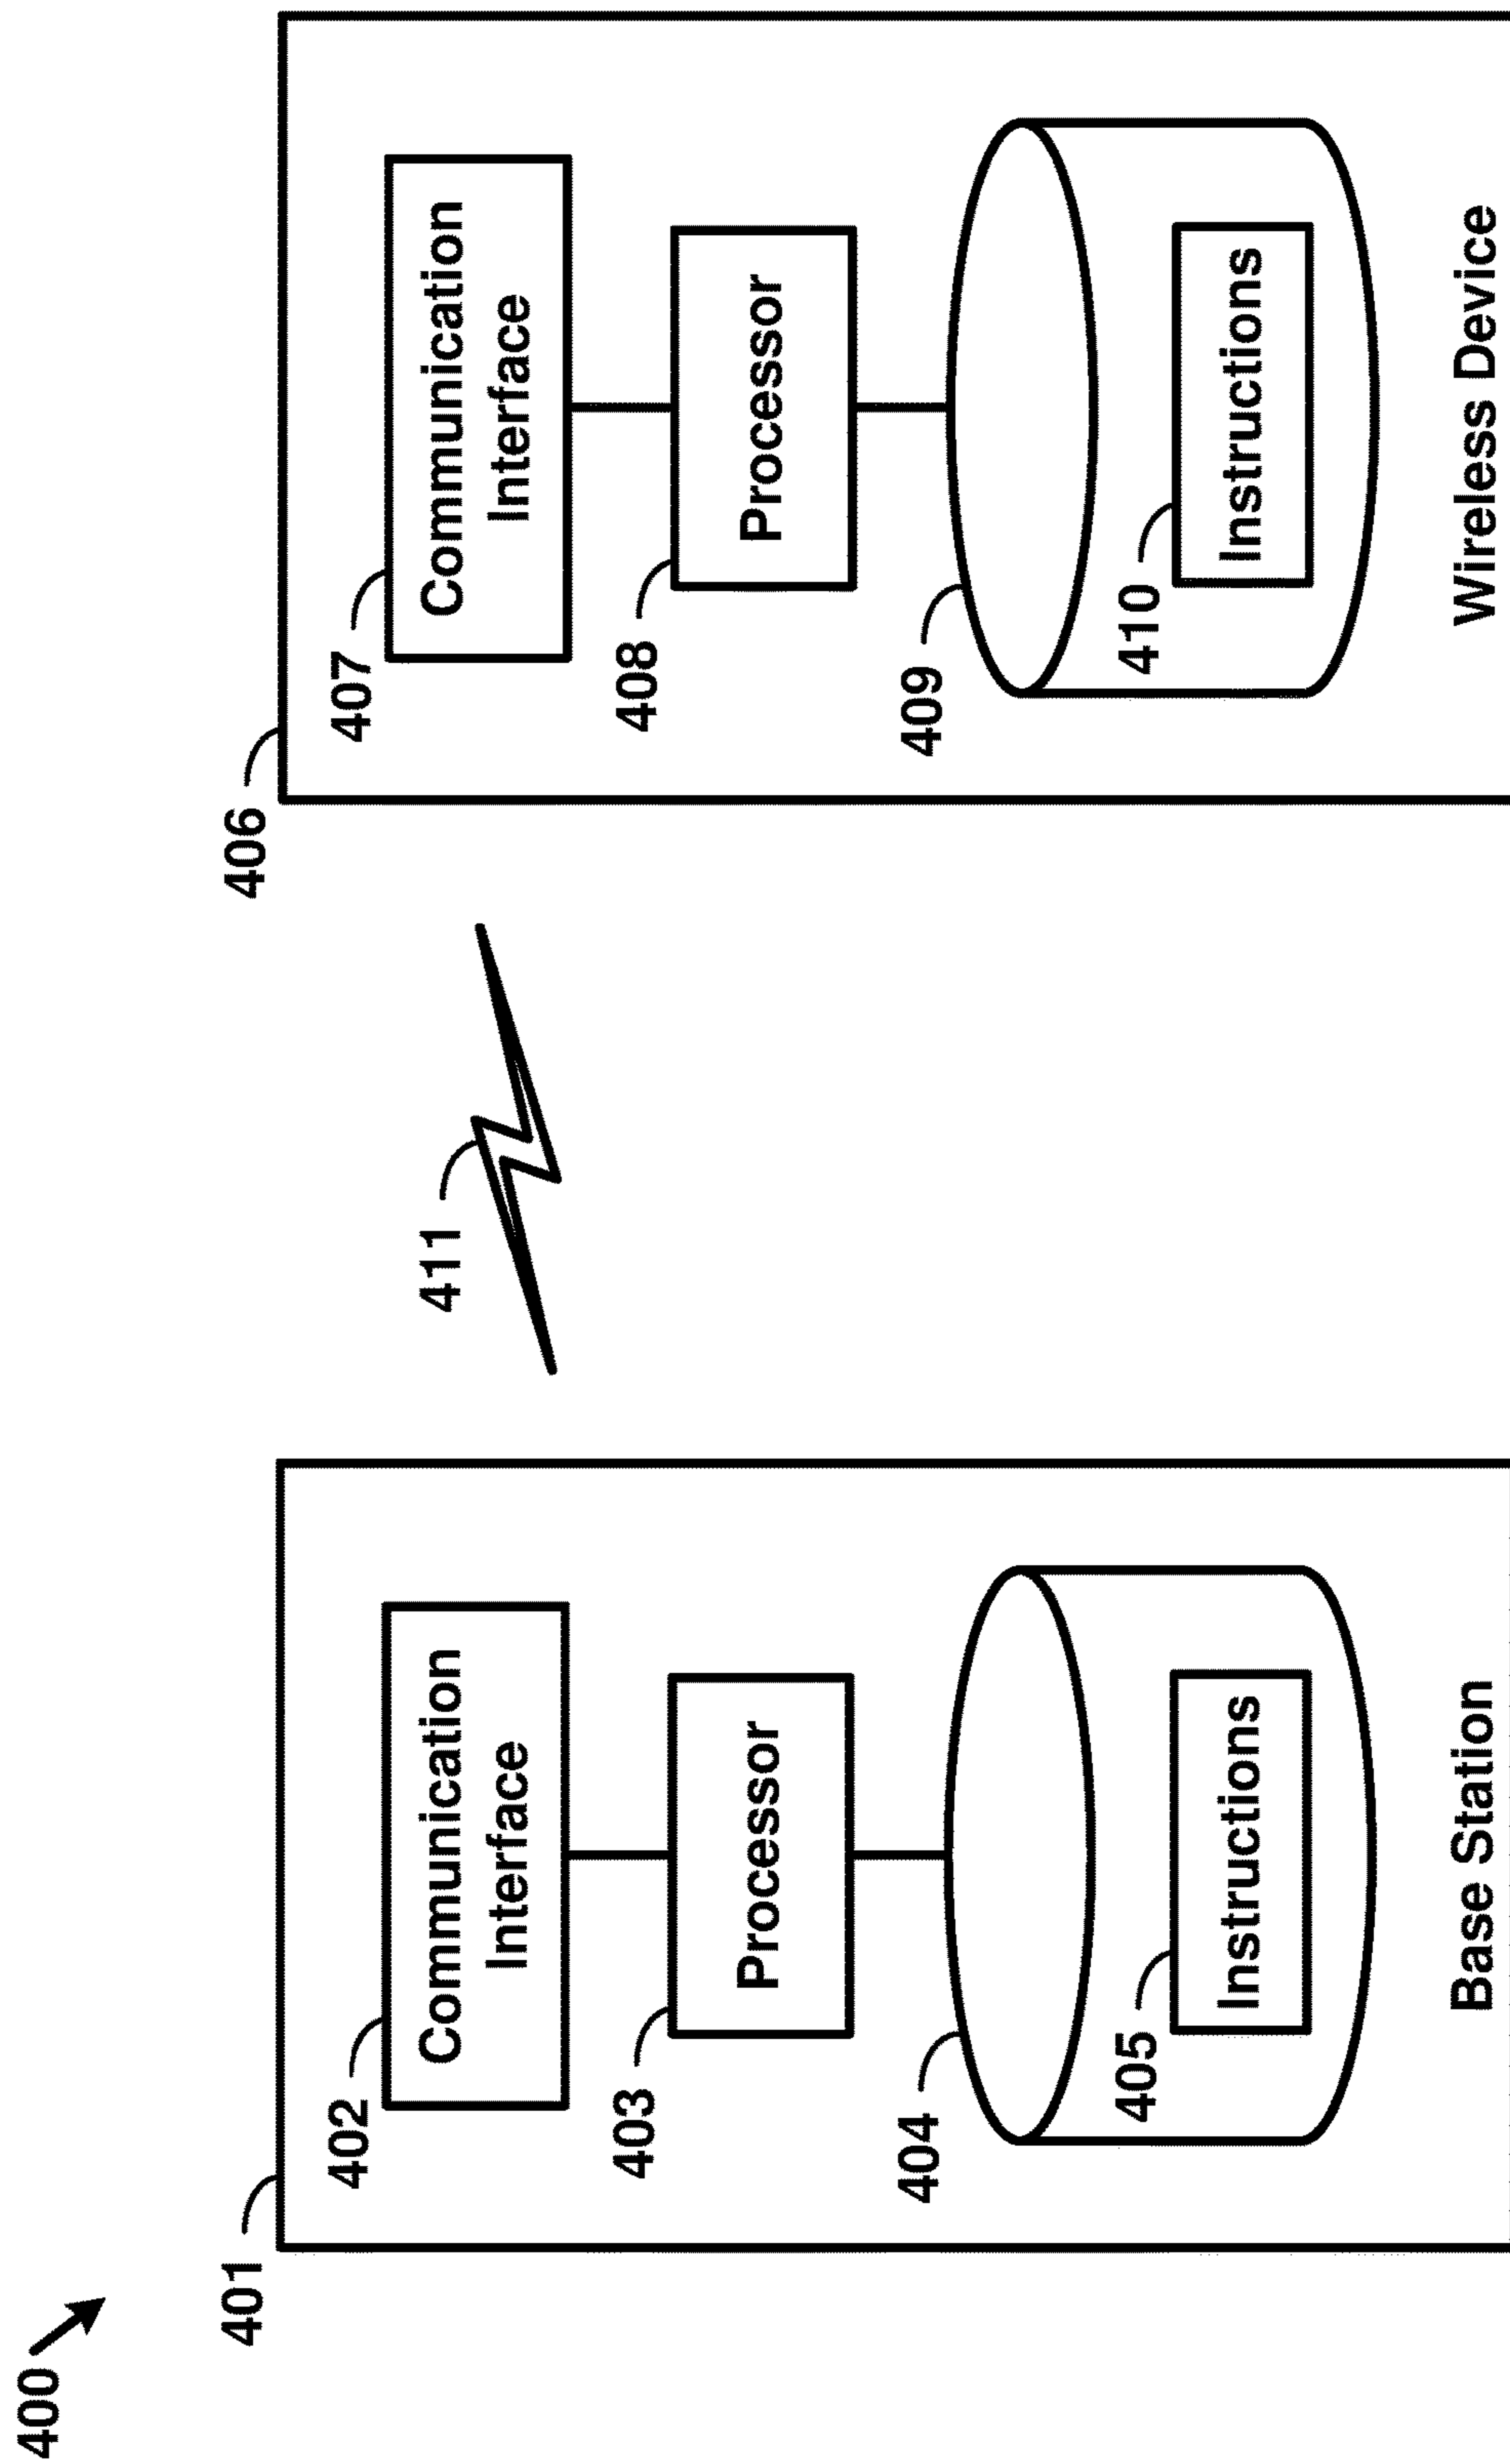 400
401
402
Communication
Interface
403
Processor
404
405
Instructions
Base Station
411
406
407
Communication
Interface
408
Processor
409
410
Instructions
Wireless Device